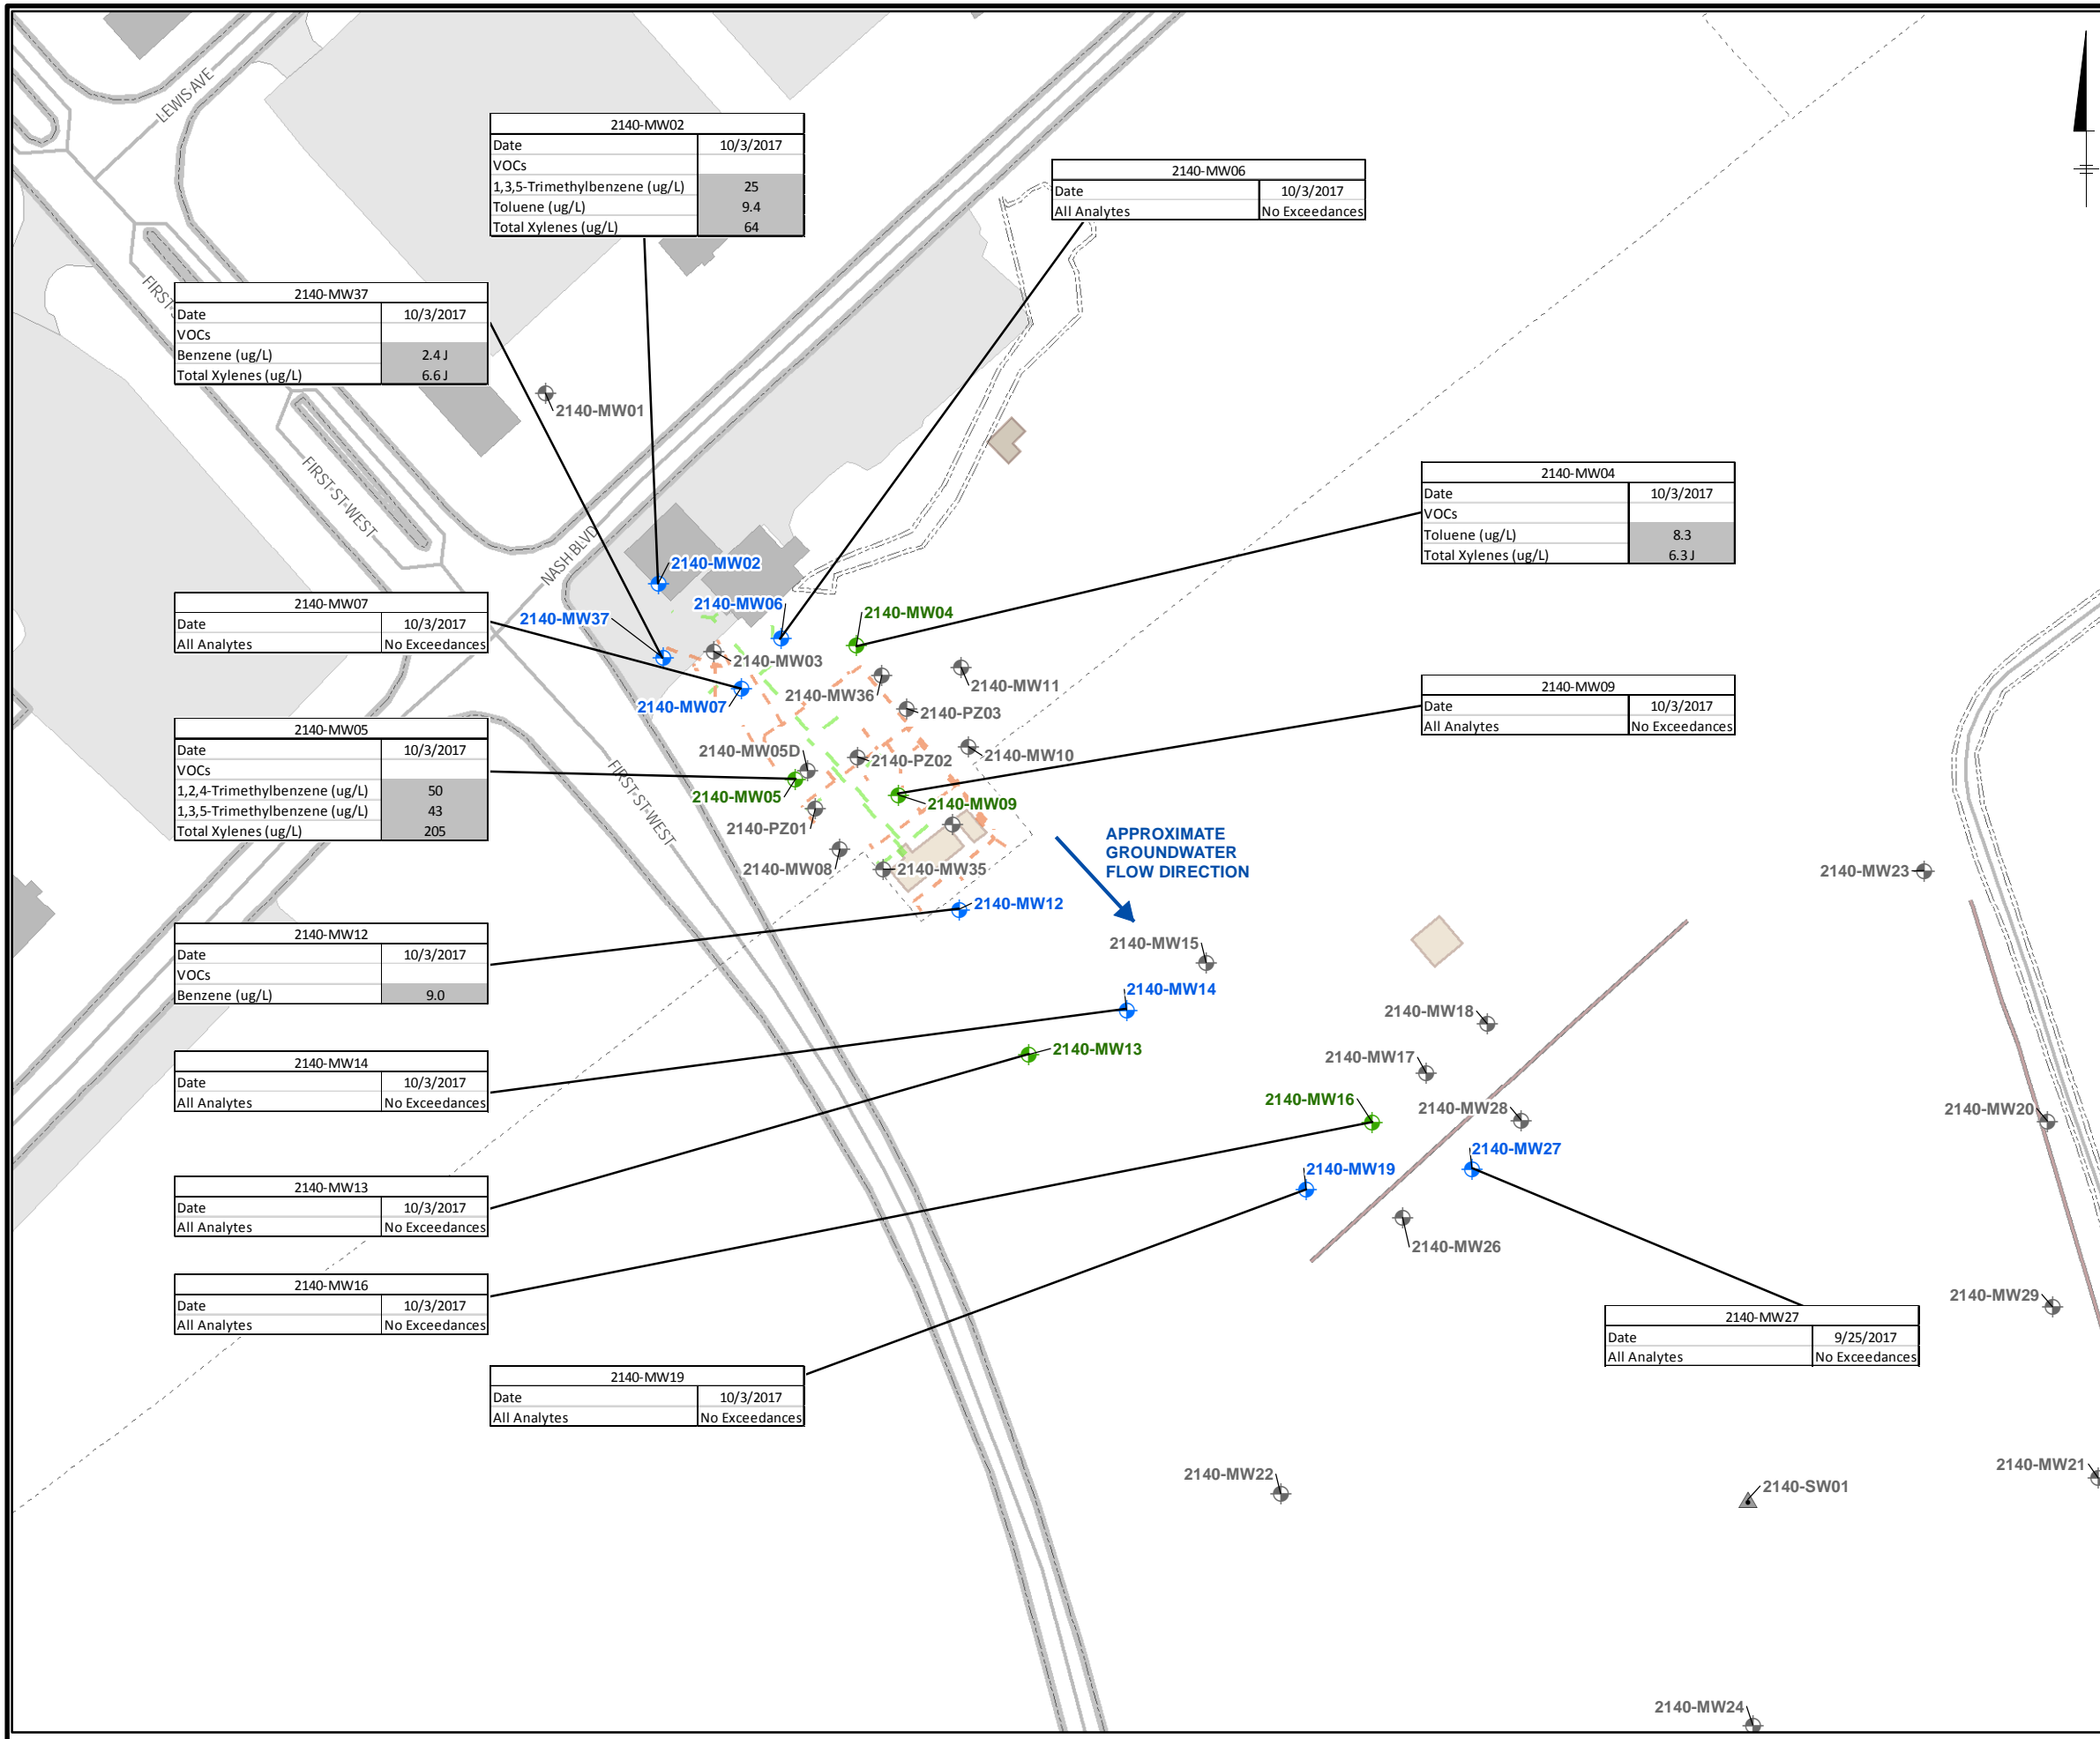 LEWIS AVE
2140-MW02
Date 10/3/2017
VOCs
1,3,5-Trimethylbenzene (ug/L) 25
Toluene (ug/L) 9.4
Total Xylenes (ug/L) 64
2140-MW06
Date 10/3/2017
All Analytes No Exceedances
FIRST
2140-MW37
Date 10/3/2017
VOCs
Benzene (ug/L) 2.4 J
Total Xylenes (ug/L) 6.6 J
2140-MW01
FIRST-ST-WEST
2140-MW04
Date 10/3/2017
VOCs
Toluene (ug/L) 8.3
Total Xylenes (ug/L) 6.3 J
NASH BLVD
2140-MW02
2140-MW06
2140-MW04
2140-MW37
2140-MW07
Date 10/3/2017
All Analytes No Exceedances
2140-MW03
2140-MW36
2140-MW11
2140-MW07
2140-PZ03
2140-MW09
Date 10/3/2017
All Analytes No Exceedances
2140-MW05
Date 10/3/2017
VOCs
1,2,4-Trimethylbenzene (ug/L) 50
1,3,5-Trimethylbenzene (ug/L) 43
Total Xylenes (ug/L) 205
2140-MW05D
2140-PZ02
2140-MW10
2140-MW05
2140-MW09
FIRST-ST-WEST
2140-PZ01
2140-MW08
2140-MW35
APPROXIMATE
GROUNDWATER
FLOW DIRECTION
2140-MW23
2140-MW12
2140-MW12
Date 10/3/2017
VOCs
Benzene (ug/L) 9.0
2140-MW15
2140-MW14
2140-MW18
2140-MW14
Date 10/3/2017
All Analytes No Exceedances
2140-MW13
2140-MW17
2140-MW16
2140-MW28
2140-MW20
2140-MW27
2140-MW19
2140-MW13
Date 10/3/2017
All Analytes No Exceedances
2140-MW26
2140-MW16
Date 10/3/2017
All Analytes No Exceedances
2140-MW29
2140-MW27
Date 9/25/2017
All Analytes No Exceedances
2140-MW19
Date 10/3/2017
All Analytes No Exceedances
2140-MW22
2140-SW01
2140-MW21
2140-MW24